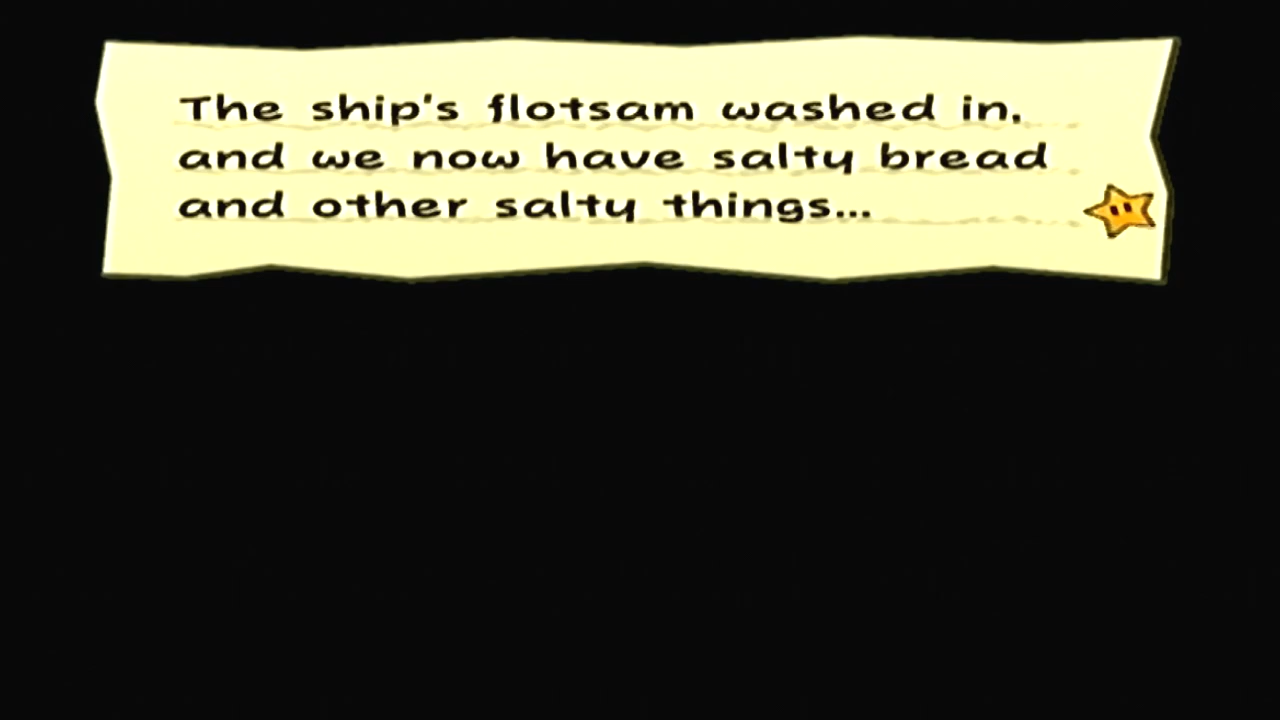 The ship's flotsam washed in,
and we now have salty bread
and other salty things...